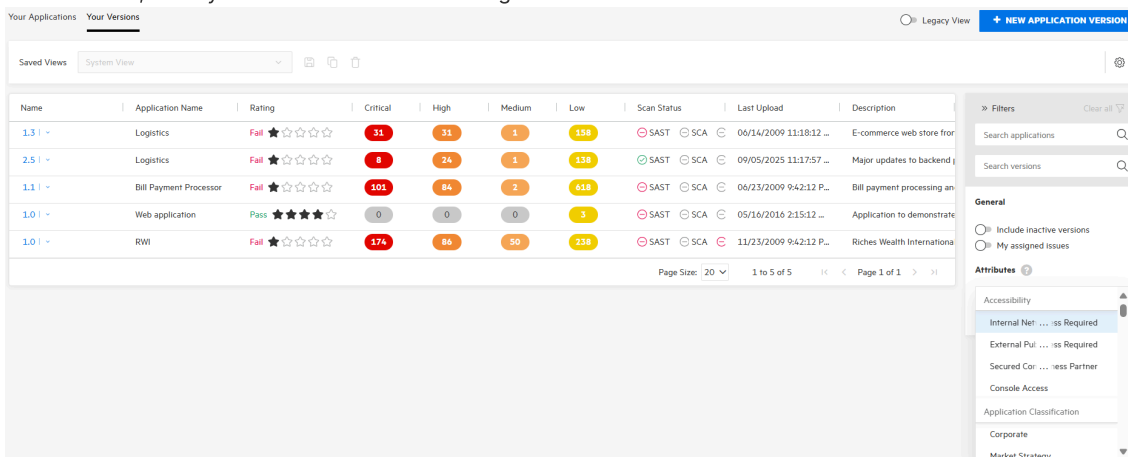 Your Applications Your Versions Legacy View + NEW APPLICATION VERSION
Saved Views System View
Name Application Name Rating Critical High Medium Low Scan Status Last Upload Description
1.3 Logistics Fail 31 31 1 158 SAST SCA 06/14/2009 11:18:12 ... E-commerce web store fror
2.5 Logistics Fail 8 24 1 138 SAST SCA 09/05/2025 11:17:57 ... Major updates to backend
1.1 Bill Payment Processor Fail 101 84 2 618 SAST SCA 06/23/2009 9:42:12 P... Bill payment processing an
1.0 Web application Pass 0 0 0 3 SAST SCA 05/16/2016 2:15:12 ... Application to demonstrate
1.0 RWI Fail 174 86 50 238 SAST SCA 11/23/2009 9:42:12 P... Riches Wealth Internationa
Page Size: 20 1 to 5 of 5 Page 1 of 1
Filters Clear all
Search applications
Search versions
General
Include inactive versions
My assigned issues
Attributes ?
Accessibility
Internal Net ... ss Required
External Pul ... ss Required
Secured Cor ... ness Partner
Console Access
Application Classification
Corporate
Market Strategy